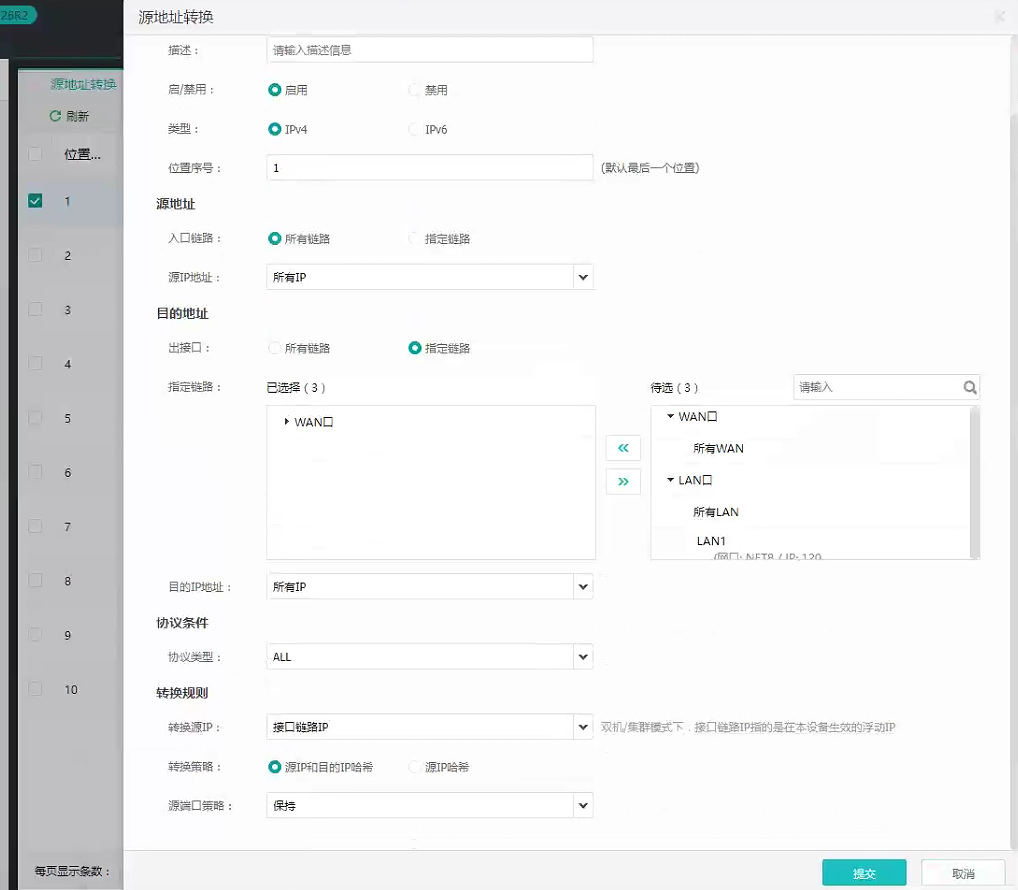 26R2
源地址转换
描述：
请输入描述信息
源地址转换
启/禁用：
启用
禁用
刷新
类型：
IPv4
IPv6
位置...
位置序号：
1
(默认最后一个位置)
1
源地址
入口链路：
所有链路
指定链路
2
源IP地址：
所有IP
3
目的地址
出接口：
所有链路
指定链路
4
指定链路：
已选择（3）
待选（3）
请输入
5
WAN口
WAN口
所有WAN
6
LAN口
所有LAN
7
LAN1
(网口: NET8 / IP: 120
8
目的IP地址：
所有IP
协议条件
9
协议类型：
ALL
10
转换规则
转换源IP：
接口链路IP
双机/集群模式下，接口链路IP指的是在本设备生效的浮动IP
转换策略：
源IP和目的IP哈希
源IP哈希
源端口策略：
保持
每页显示条数：
提交
取消